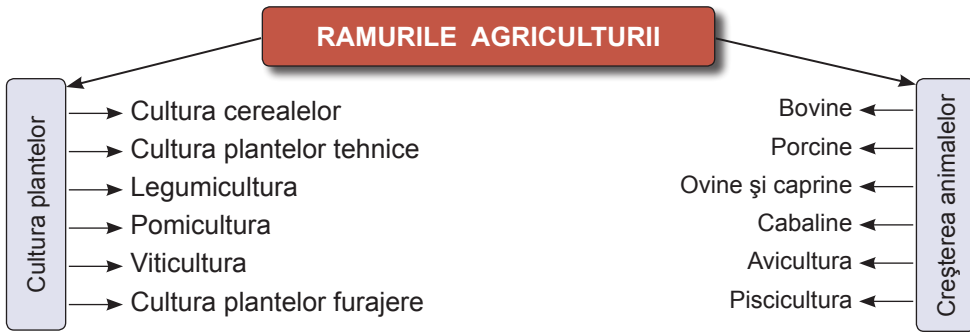 RAMURILE AGRICULTURII
Cultura plantelor
Cultura cerealelor
Cultura plantelor tehnice
Legumicultura
Pomicultura
Viticultura
Cultura plantelor furajere
Creşterea animalelor
Bovine
Porcine
Ovine şi caprine
Cabaline
Avicultura
Piscicultura